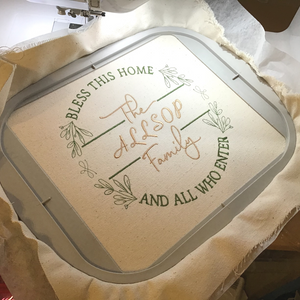 BLESS THIS HOME
The
ALLSOP
Family
AND ALL WHO ENTER